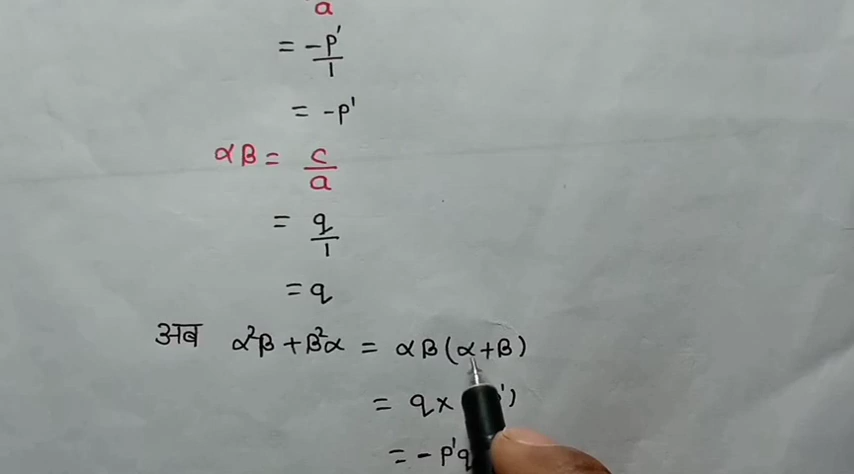 a
= -p'/1
= -p'
αβ = c/a
= q/1
= q
अब α²β + β²α = αβ(α+β)
= q× ')
= -p'q